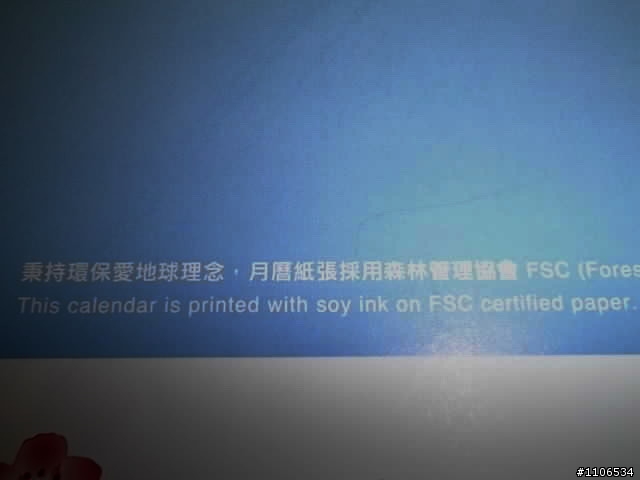 秉持環保愛地球理念，月曆紙張採用森林管理協會 FSC (Fores
This calendar is printed with soy ink on FSC certified paper.
#1106534